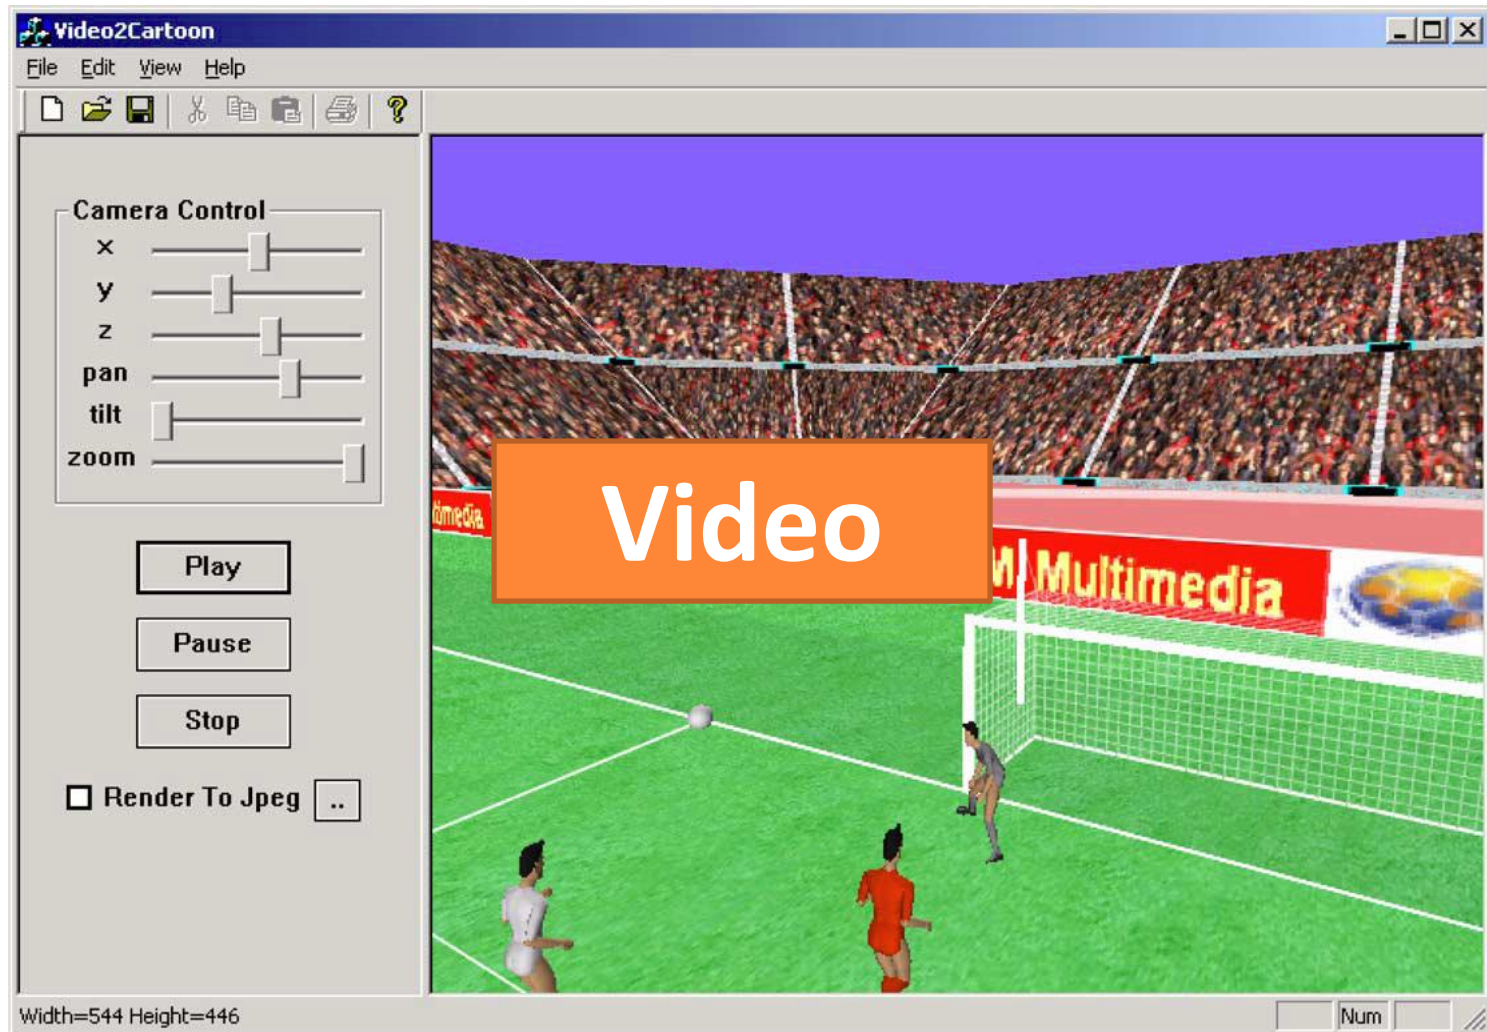 Video2Cartoon
File Edit View Help
Camera Control
x
y
z
pan
tilt
zoom
Play
Pause
Stop
Render To Jpeg ..
Video
M Multimedia
Width=544 Height=446
Num